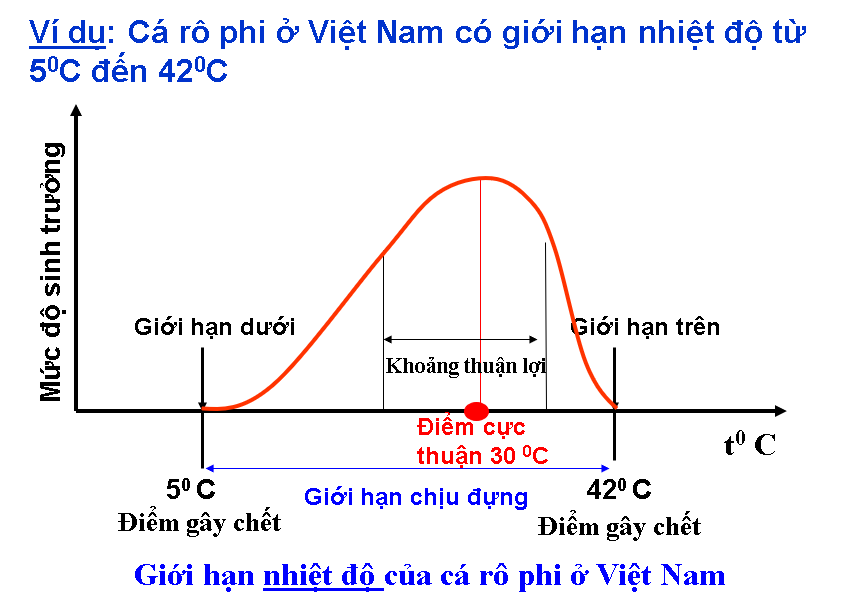 Ví dụ: Cá rô phi ở Việt Nam có giới hạn nhiệt độ từ
5⁰C đến 42⁰C
Mức độ sinh trưởng
Giới hạn dưới
Giới hạn trên
Khoảng thuận lợi
Điểm cực
thuận 30 ⁰C
t⁰ C
5⁰ C
Giới hạn chịu đựng
42⁰ C
Điểm gây chết
Điểm gây chết
Giới hạn nhiệt độ của cá rô phi ở Việt Nam